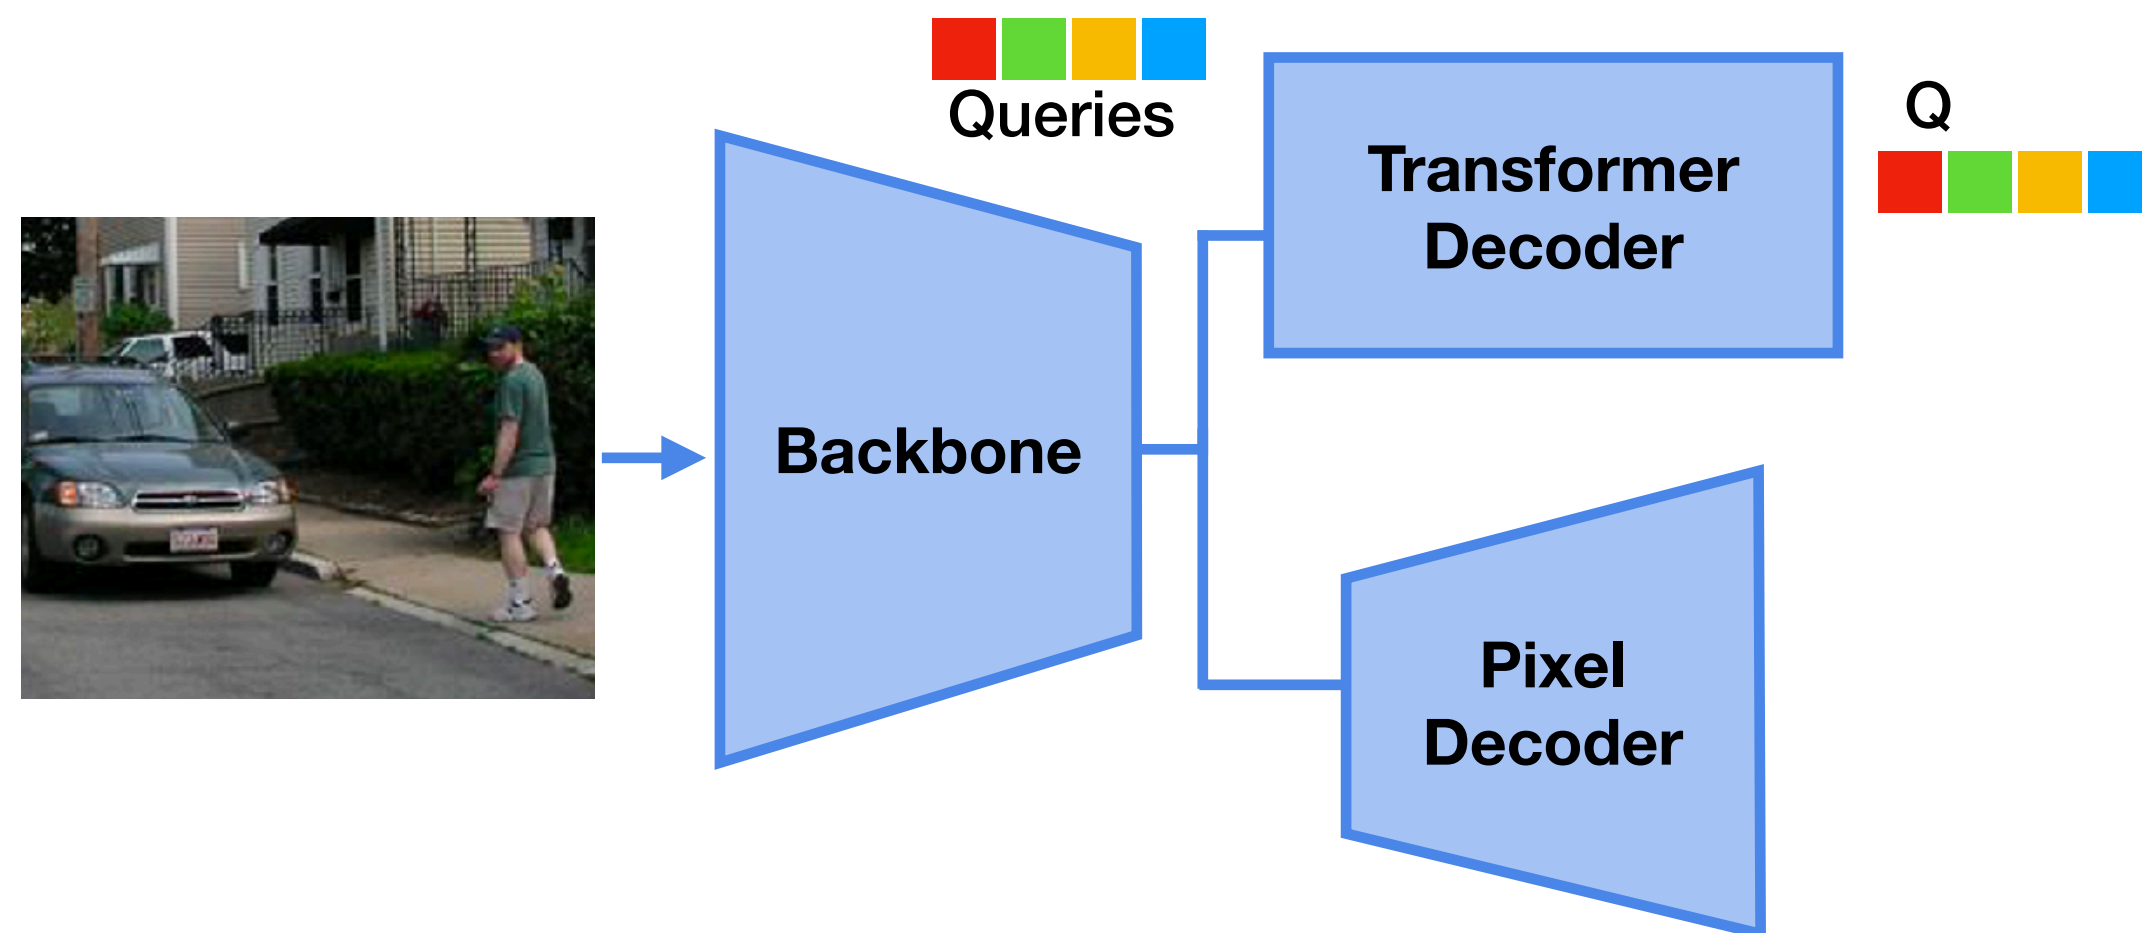 Queries
Q
Transformer
Decoder
Backbone
Pixel
Decoder